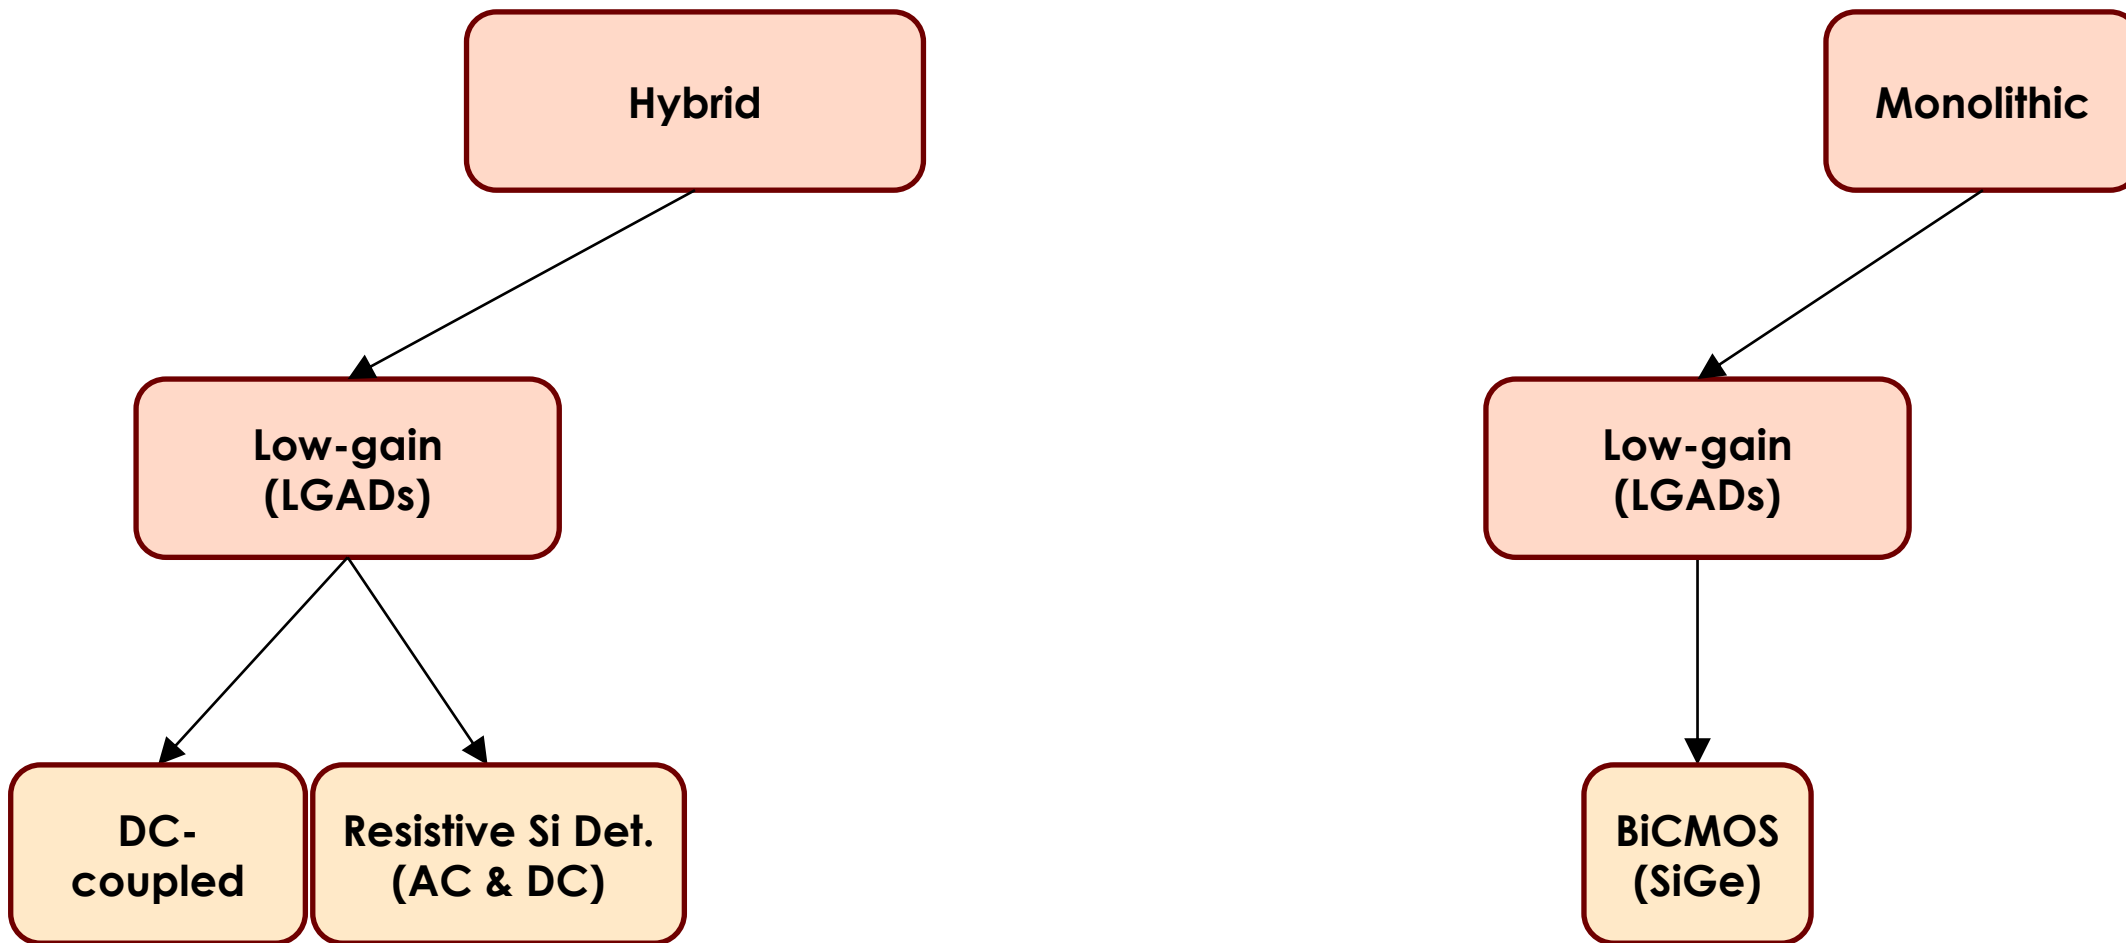 Hybrid
Monolithic
Low-gain
(LGADs)
Low-gain
(LGADs)
DC-
coupled
Resistive Si Det.
(AC & DC)
BiCMOS
(SiGe)